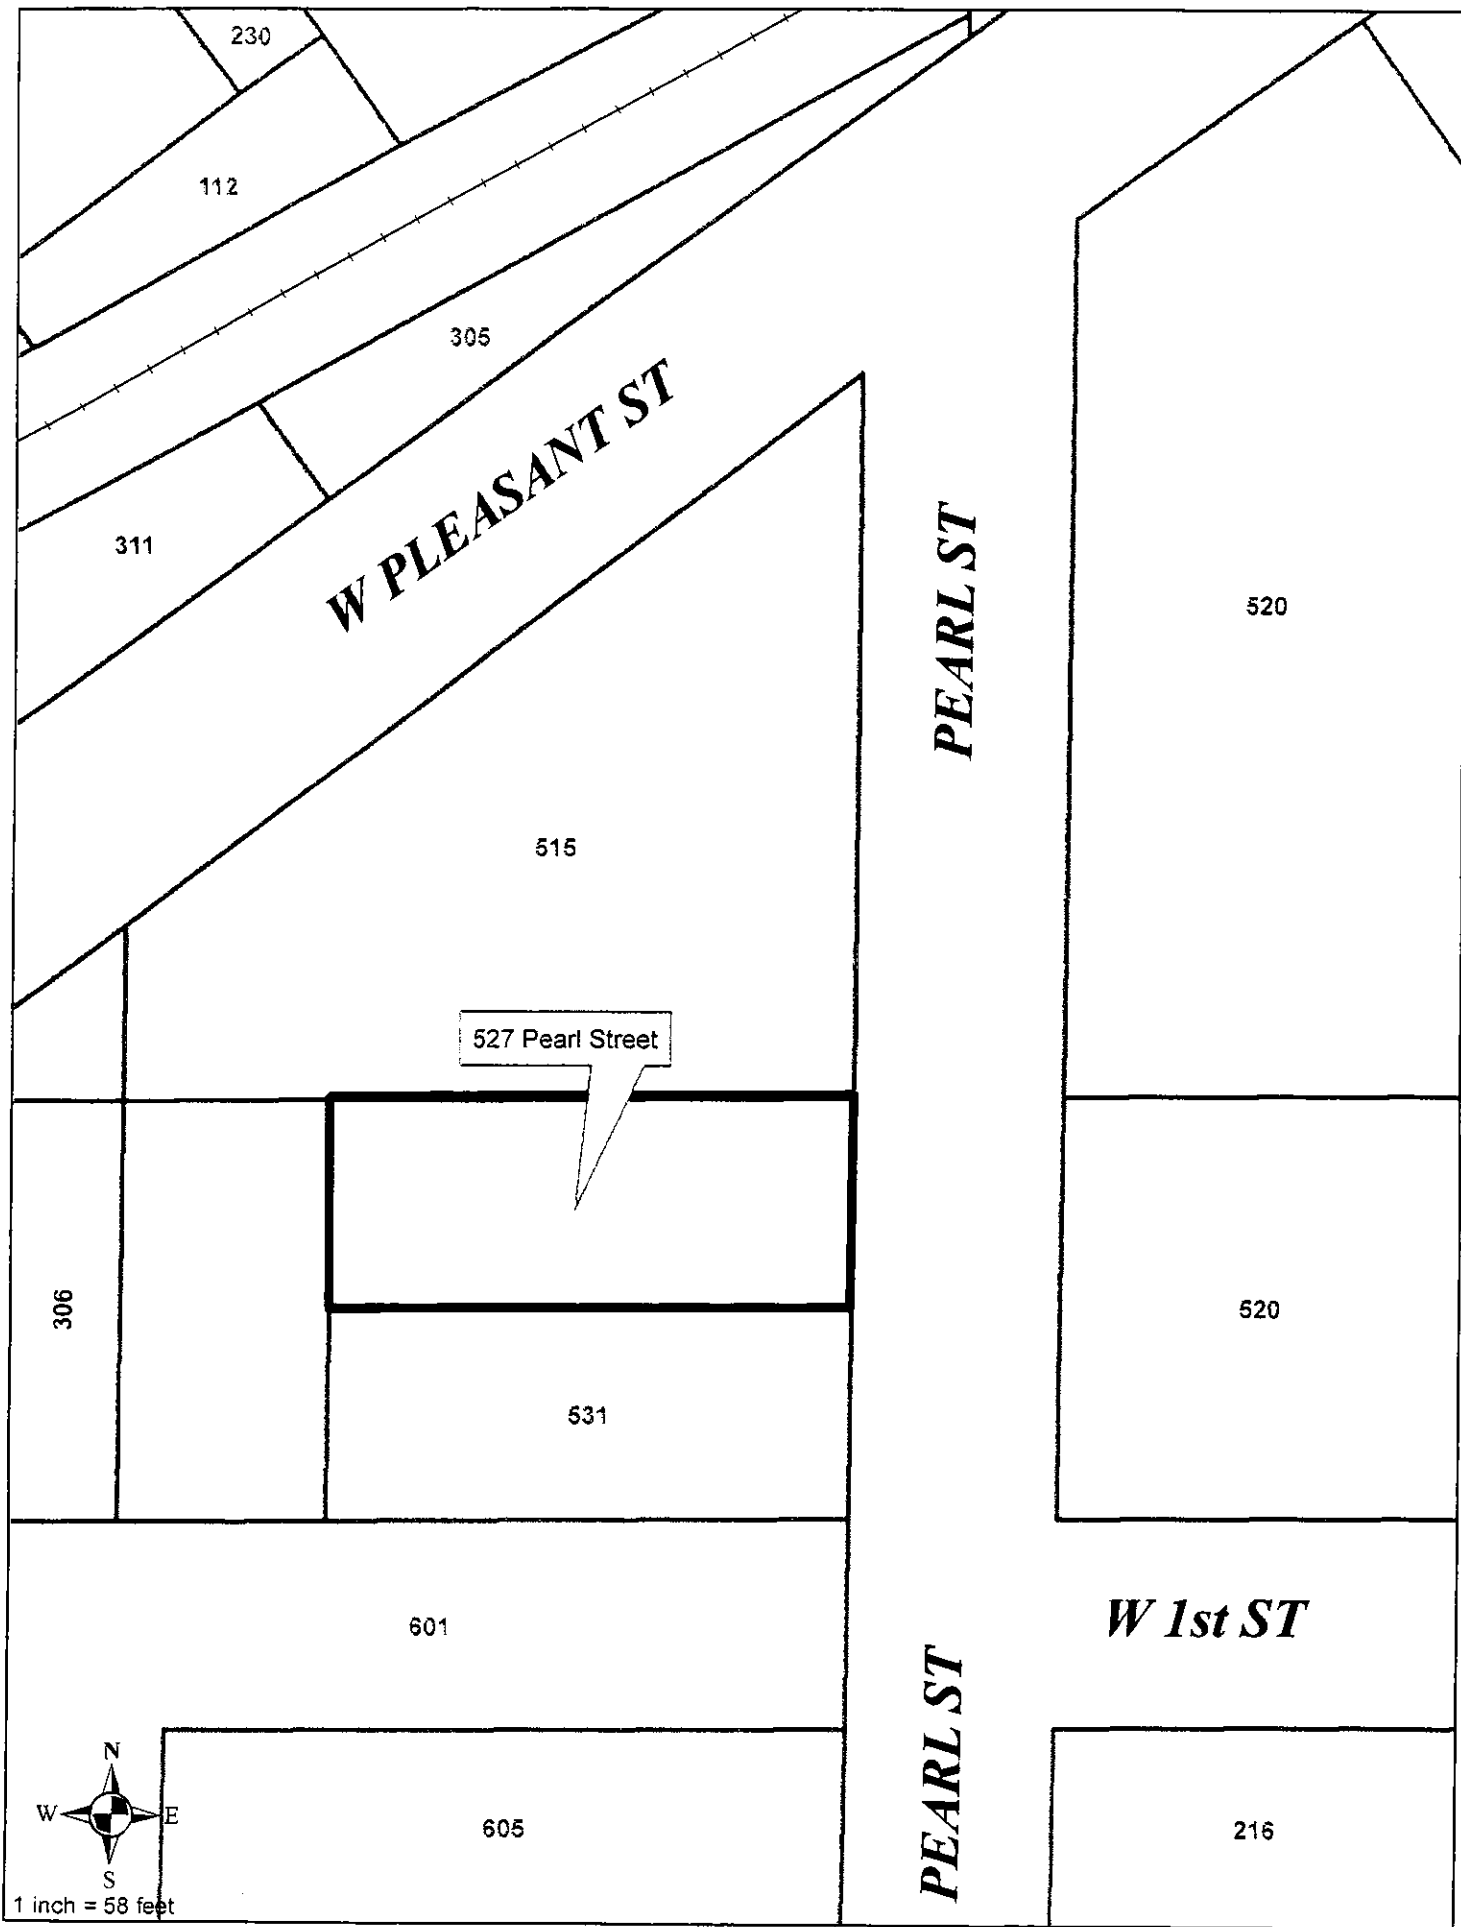 230
112
305
W PLEASANT ST
311
PEARL ST
520
515
527 Pearl Street
306
520
531
601
W 1st ST
PEARL ST
N
W E
S
605
216
1 inch = 58 feet